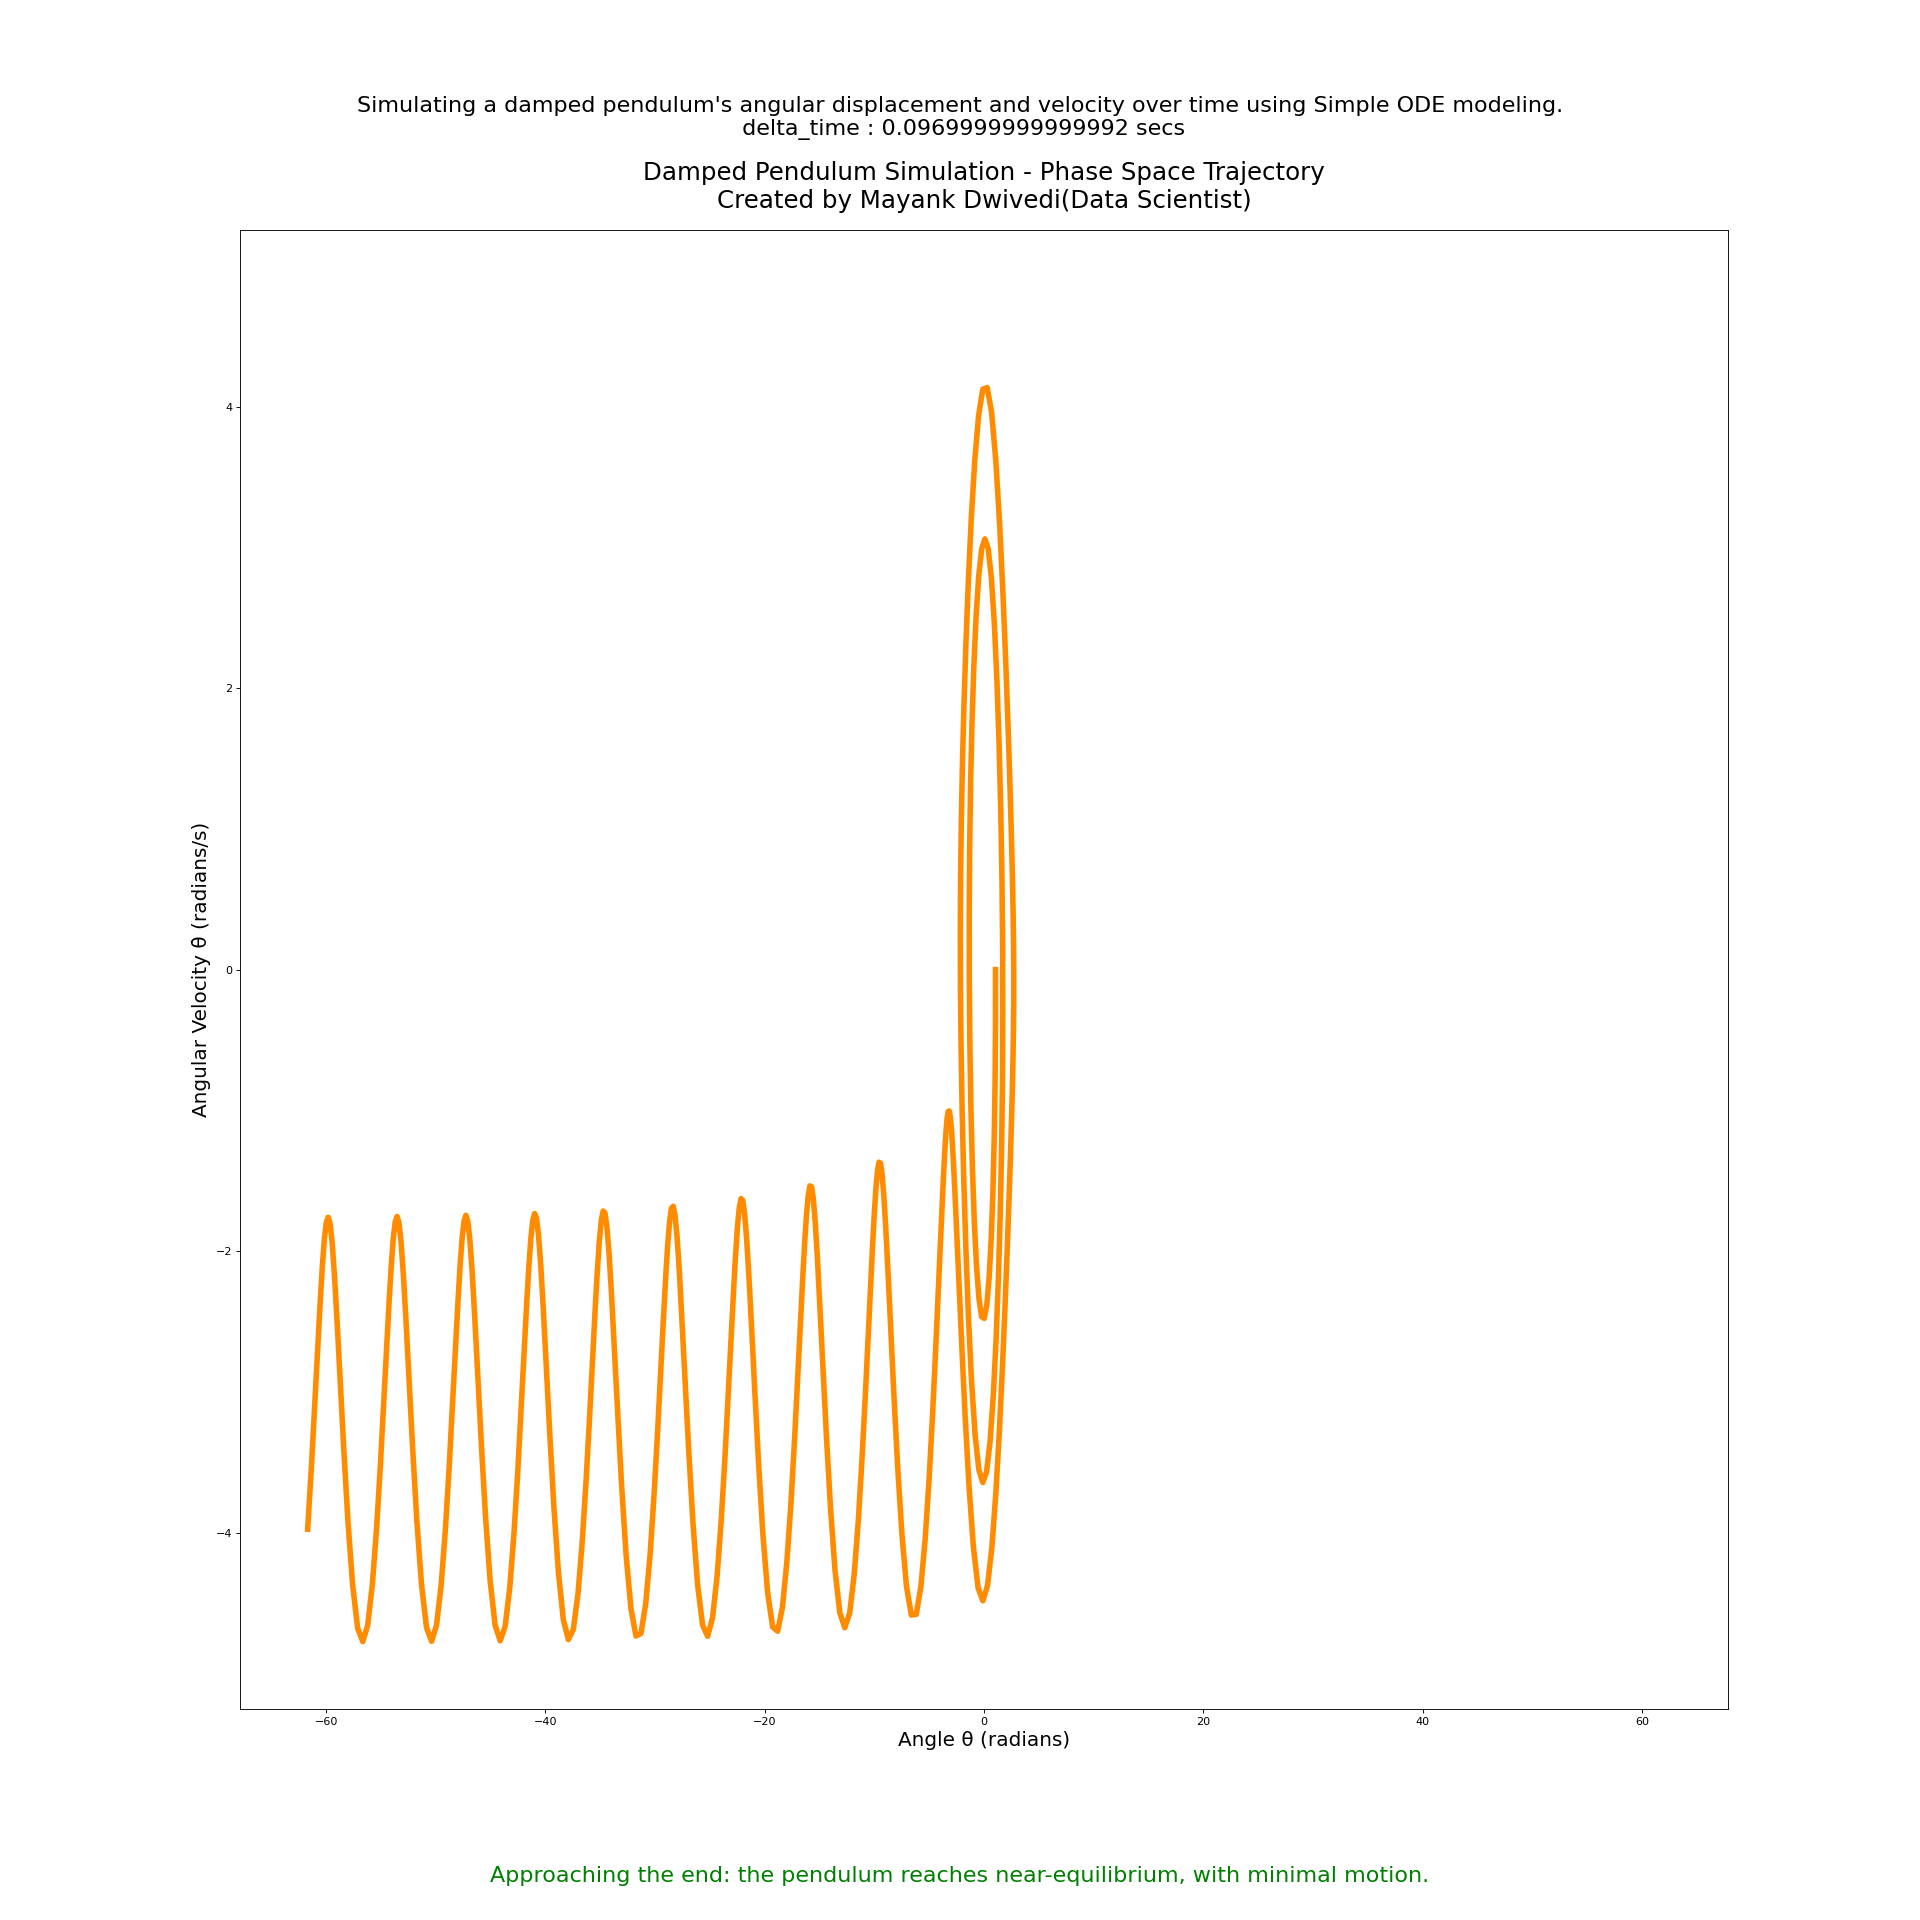 Simulating a damped pendulum's angular displacement and velocity over time using Simple ODE modeling.
delta_time : 0.0969999999999992 secs
Damped Pendulum Simulation - Phase Space Trajectory
Created by Mayank Dwivedi(Data Scientist)
4
2
0
−2
−4
Angular Velocity θ (radians/s)
−60
−40
−20
0
20
40
60
Angle θ (radians)
Approaching the end: the pendulum reaches near-equilibrium, with minimal motion.